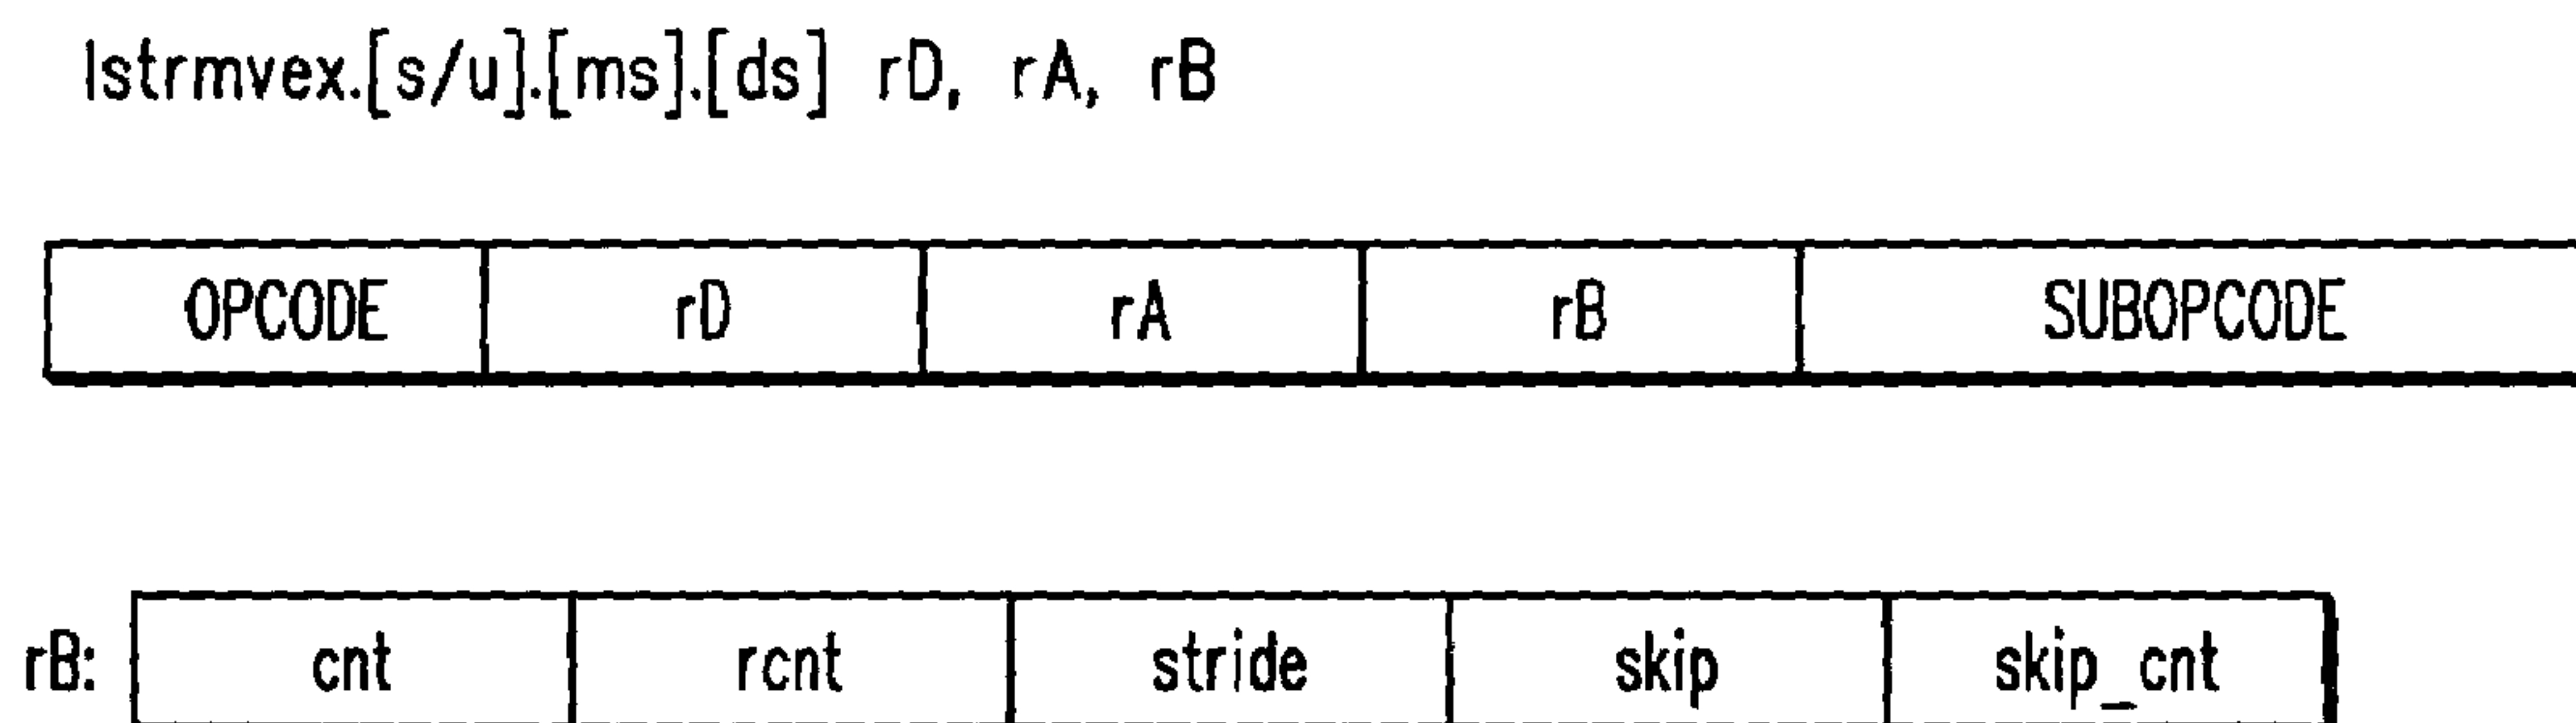 lstrmvex.[s/u].[ms].[ds] rD, rA, rB
OPCODE rD rA rB SUBOPCODE
rB: cnt rcnt stride skip skip_cnt